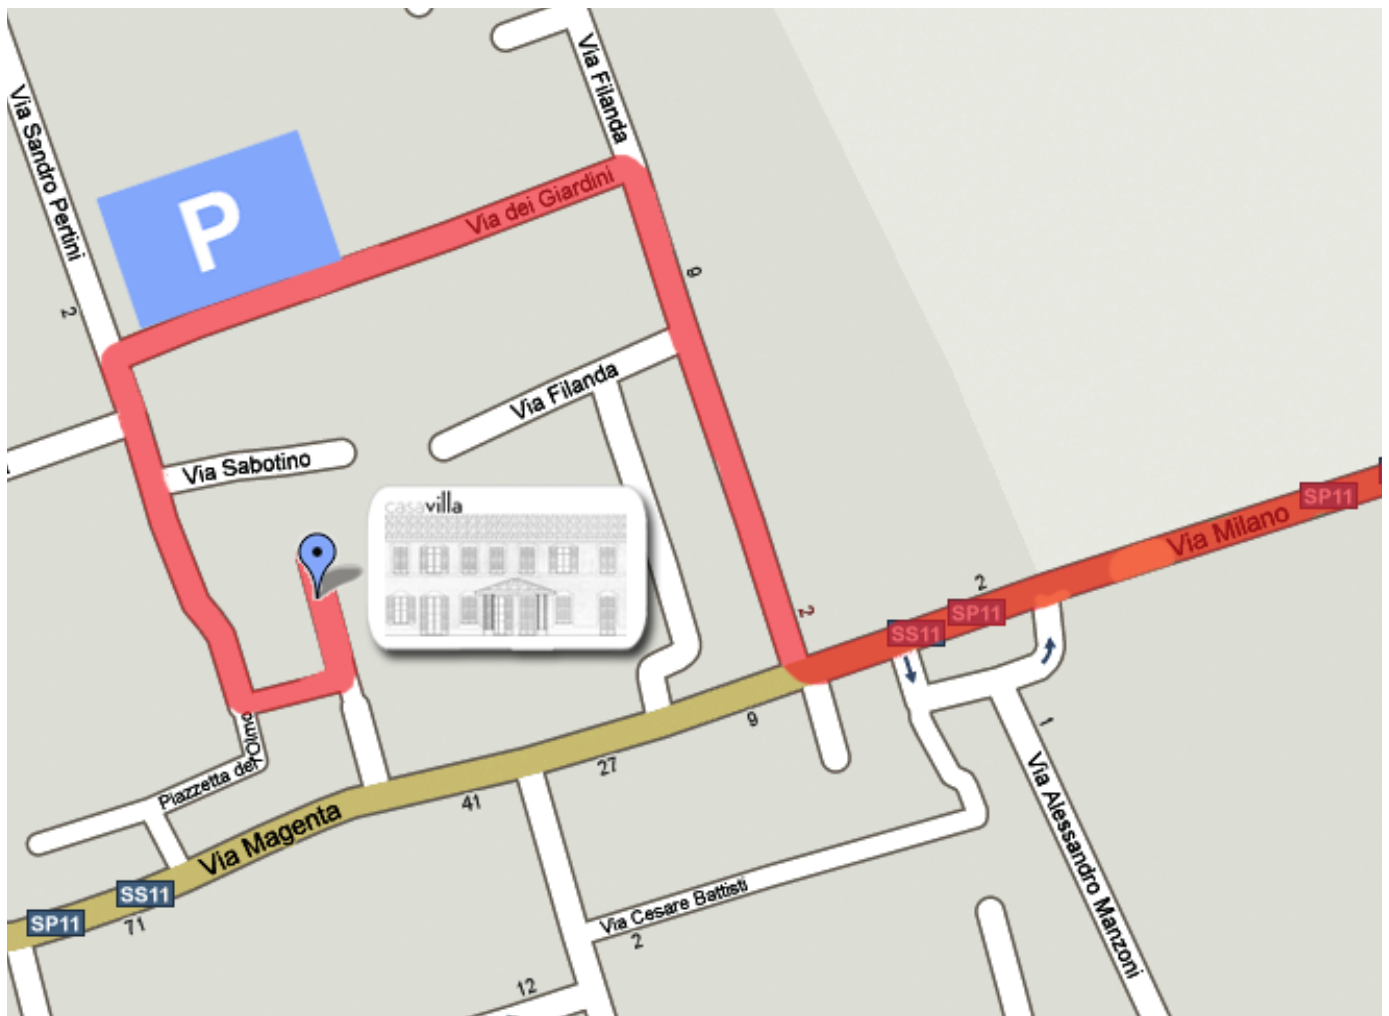 Via Filanda
Via Sandro Pertini
P
Via dei Giardini
9
2
Via Filanda
Via Sabotino
casavilla
SP11
Via Milano
2
SP11
2
SS11
9
1
Piazzetta dell'Olmo
27
41
Via Magenta
Via Alessandro Manzoni
SS11
SP11
71
Via Cesare Battisti
2
12